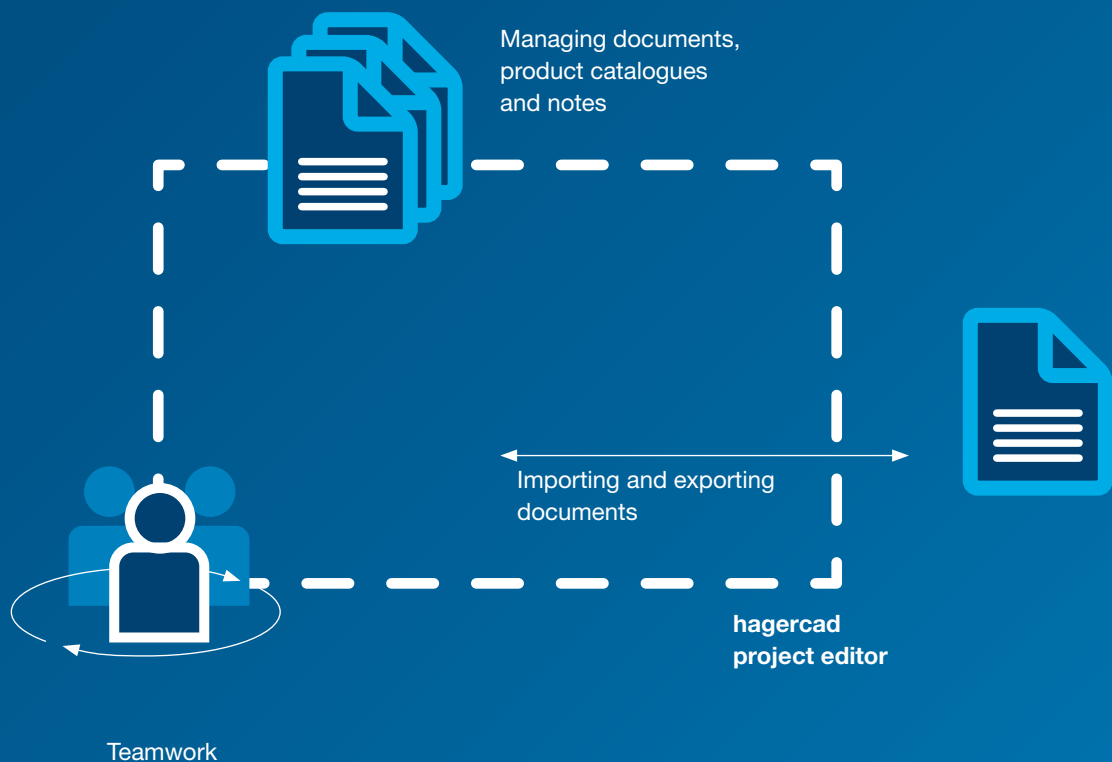 Managing documents,
product catalogues
and notes
Importing and exporting
documents
hagercad
project editor
Teamwork